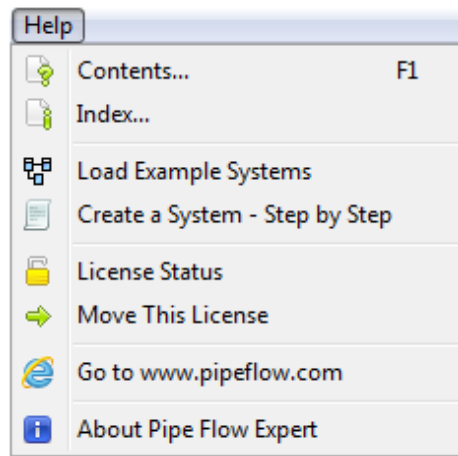 Help
Contents... F1
Index...
Load Example Systems
Create a System - Step by Step
License Status
Move This License
Go to www.pipeflow.com
About Pipe Flow Expert